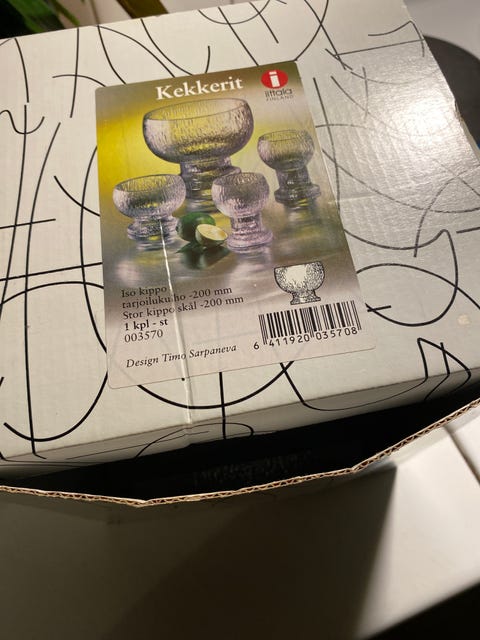 Kekkerit
i
iittala
FINLAND
Iso kippo
tarjoilukulho -200 mm
Stor kippo skål -200 mm
1 kpl - st
003570
Design Timo Sarpaneva
6 411920 035708